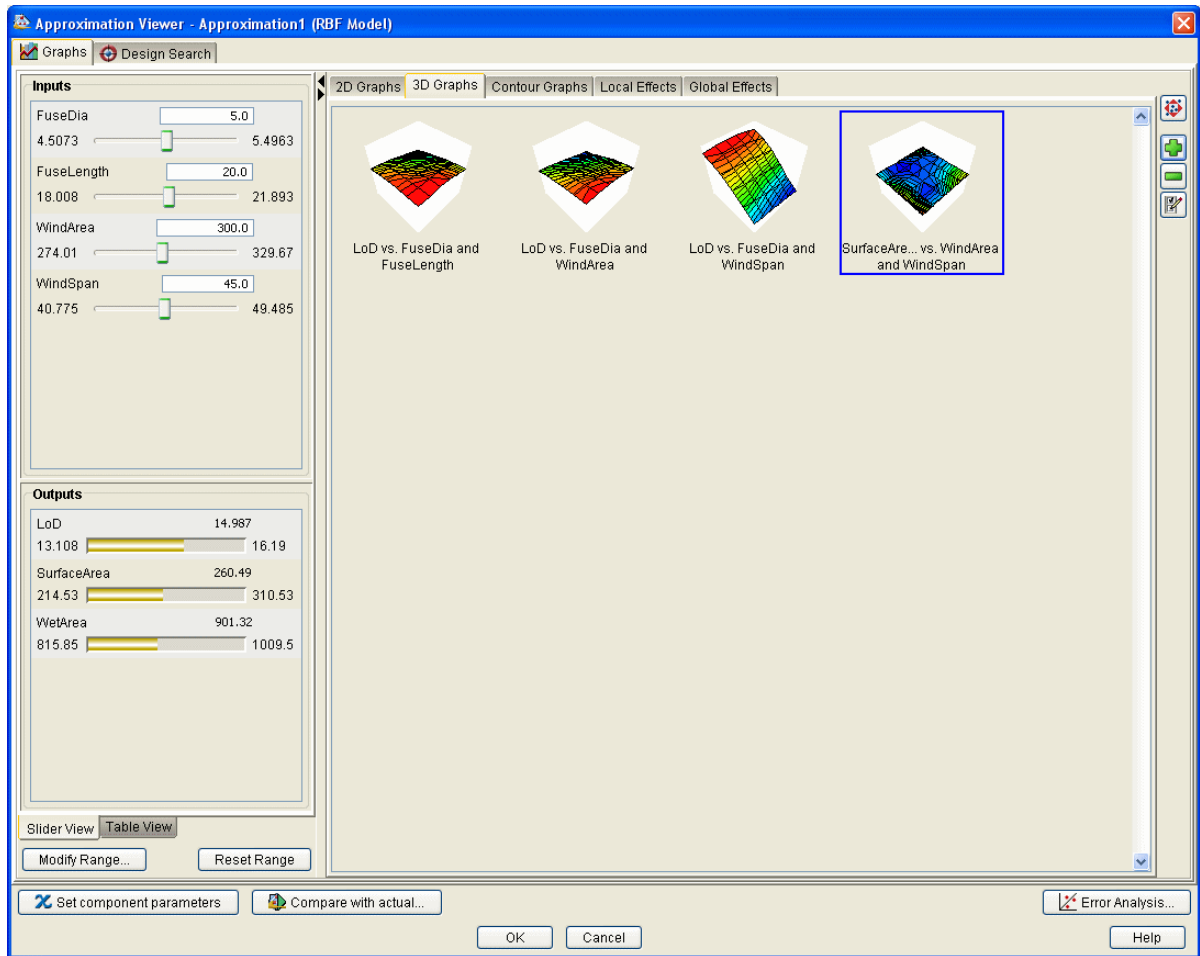 Approximation Viewer - Approximation1 (RBF Model)
Graphs
Design Search
Inputs
FuseDia 5.0
4.5073 5.4963
FuseLength 20.0
18.008 21.893
WindArea 300.0
274.01 329.67
WindSpan 45.0
40.775 49.485
Outputs
LoD 14.987
13.108 16.19
SurfaceArea 260.49
214.53 310.53
WetArea 901.32
815.85 1009.5
Slider View Table View
Modify Range... Reset Range
2D Graphs 3D Graphs Contour Graphs Local Effects Global Effects
LoD vs. FuseDia and
FuseLength
LoD vs. FuseDia and
WindArea
LoD vs. FuseDia and
WindSpan
SurfaceAre... vs. WindArea
and WindSpan
Set component parameters Compare with actual... Error Analysis...
OK Cancel Help